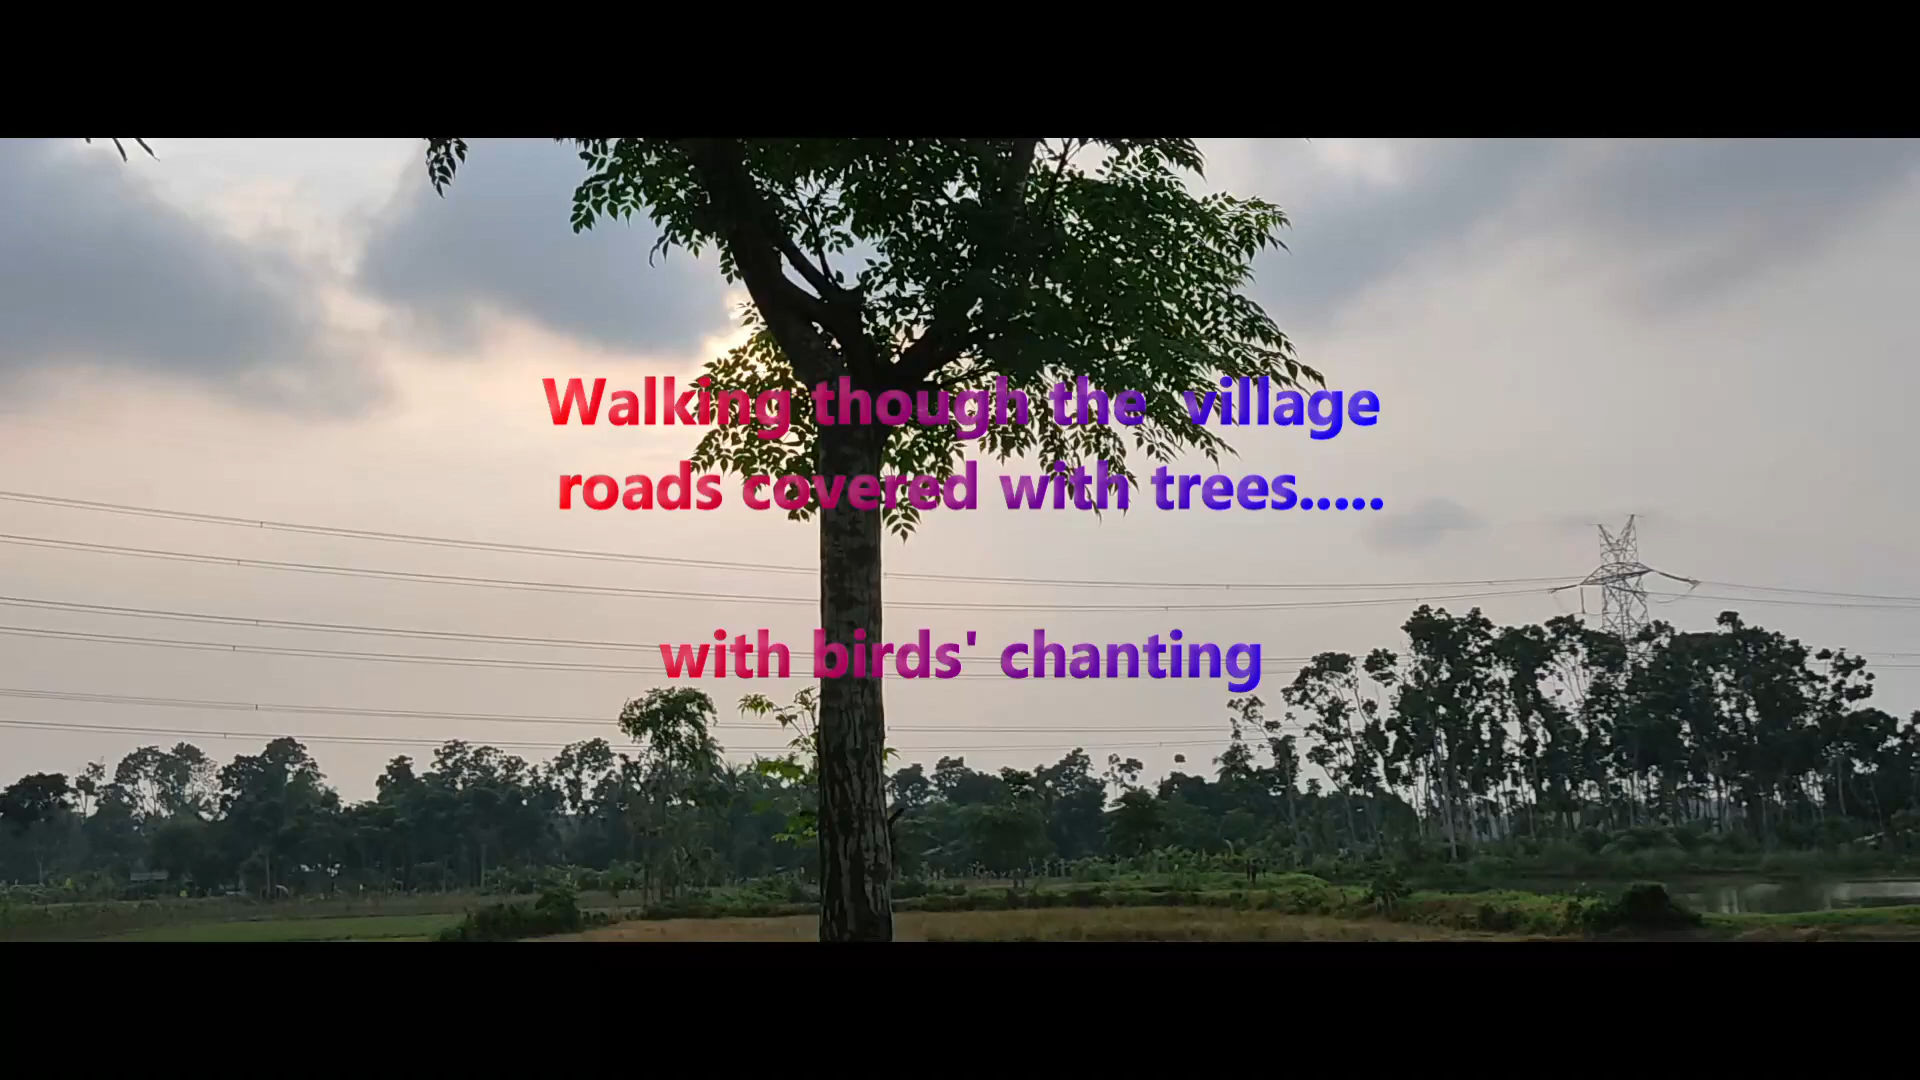 Walking though the  village
roads covered with trees.....
with birds' chanting